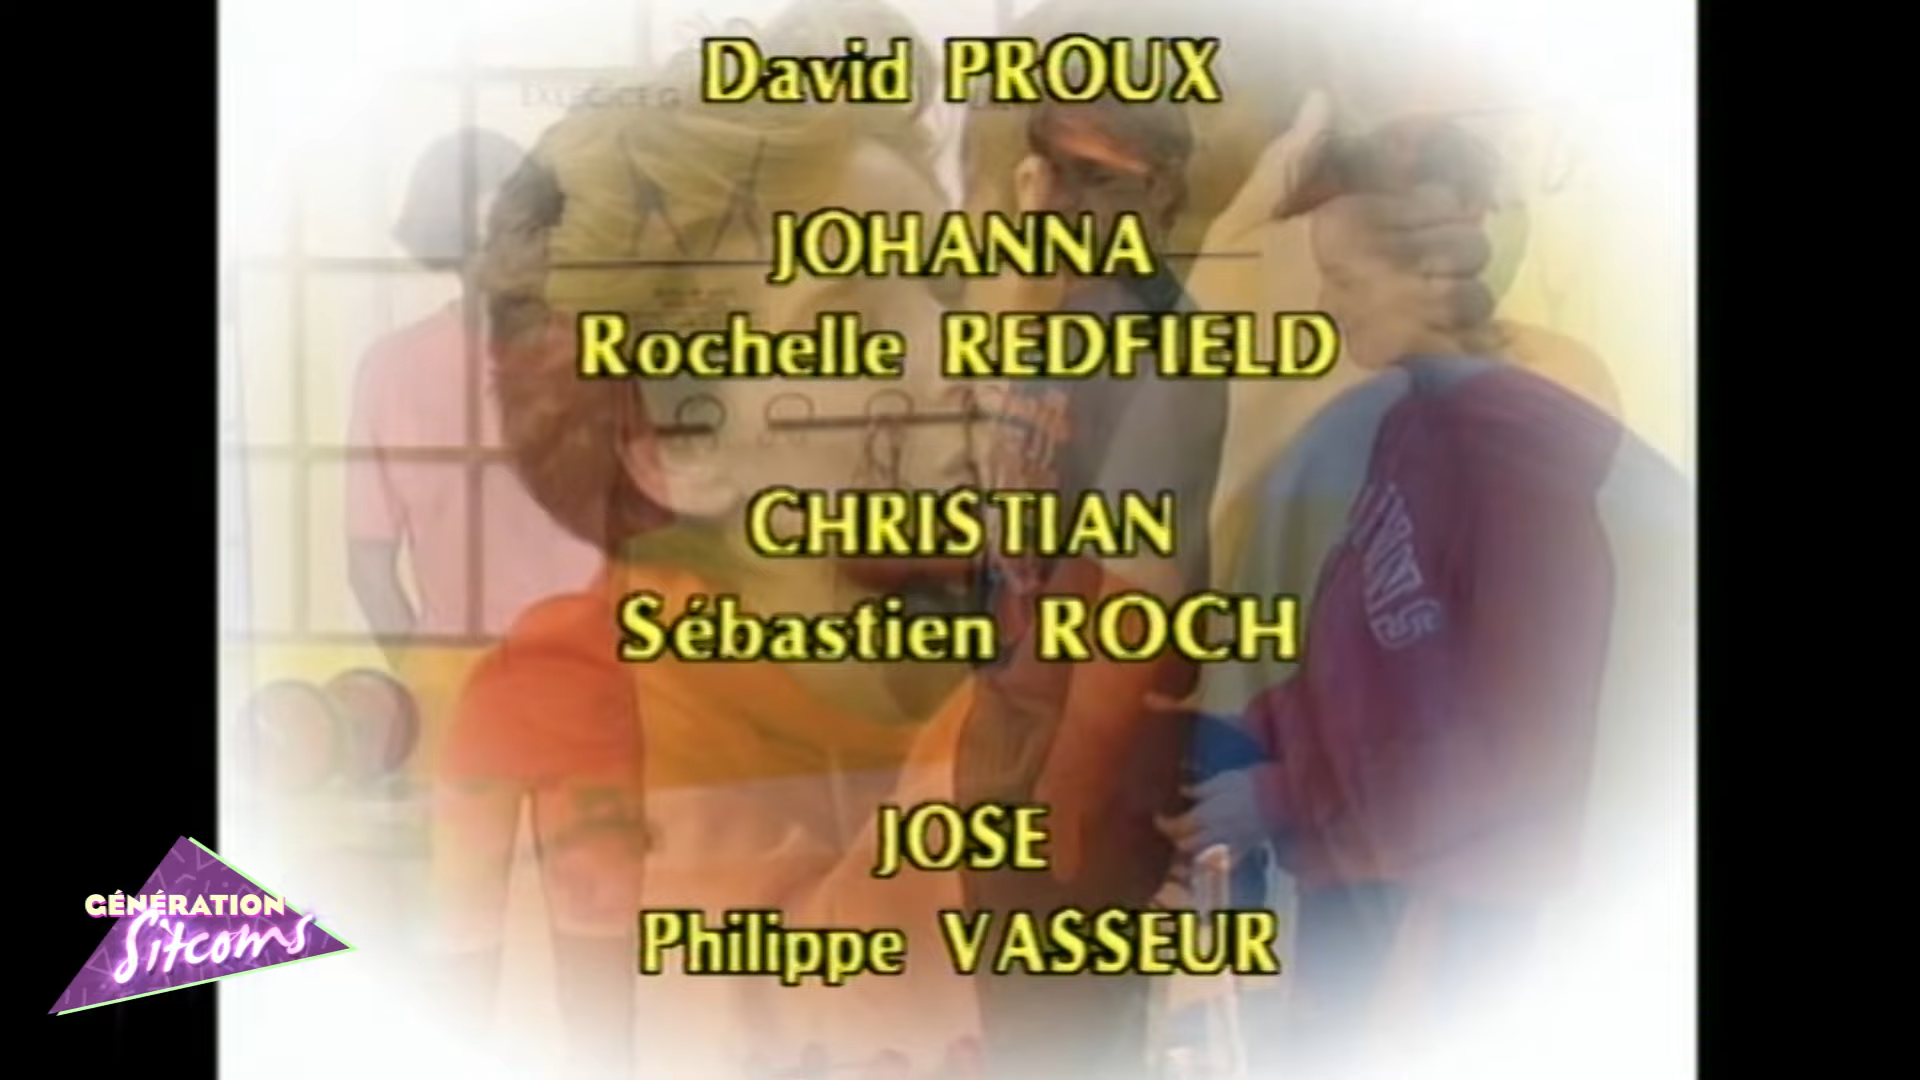 David PROUX
JOHANNA
Rochelle REDFIELD
CHRISTIAN
Sébastien ROCH
JOSE
Philippe VASSEUR
GÉNÉRATION
Sitcoms